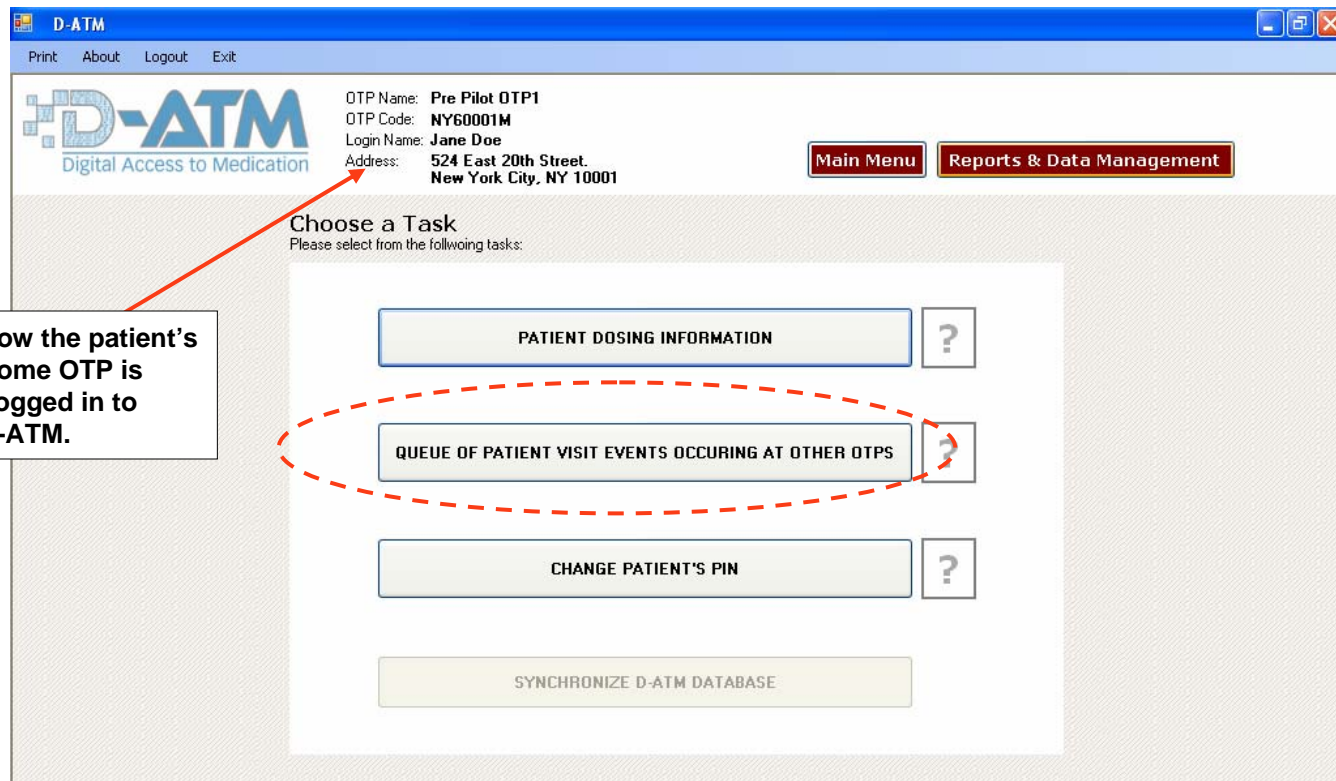 D-ATM
Print About Logout Exit
D-ATM
Digital Access to Medication
OTP Name: Pre Pilot OTP1
OTP Code: NY60001M
Login Name: Jane Doe
Address: 524 East 20th Street.
New York City, NY 10001
Main Menu Reports & Data Management
Choose a Task
Please select from the follwoing tasks:
PATIENT DOSING INFORMATION ?
ow the patient’s
ome OTP is
ogged in to
-ATM.
QUEUE OF PATIENT VISIT EVENTS OCCURING AT OTHER OTPS ?
CHANGE PATIENT'S PIN ?
SYNCHRONIZE D-ATM DATABASE